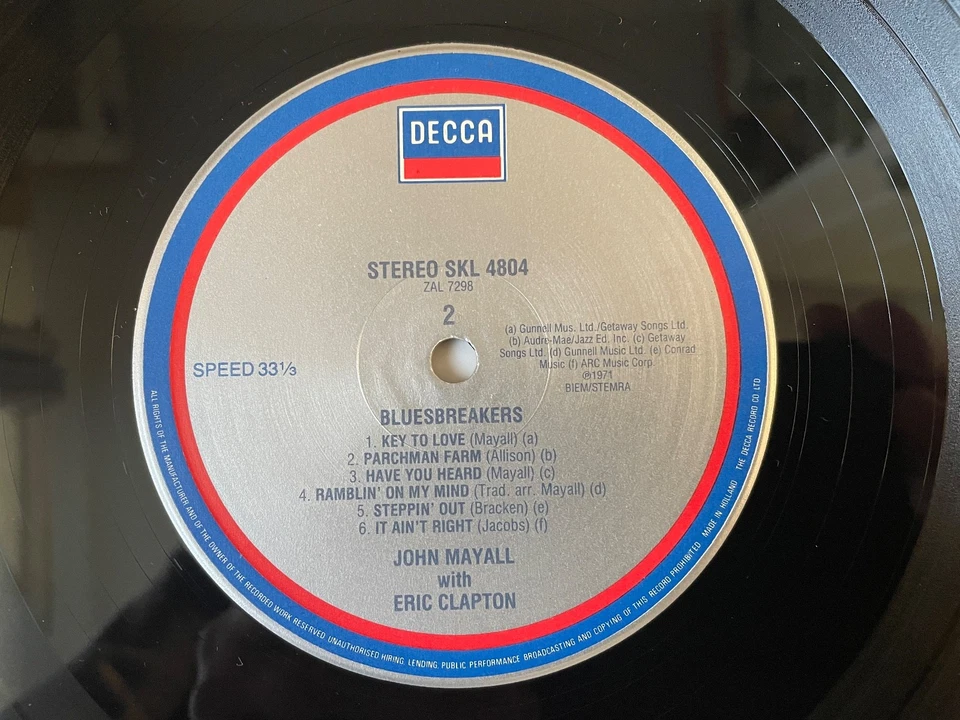 DECCA
STEREO SKL 4804
ZAL 7298
2
(a) Gunnell Mus. Ltd./Getaway Songs Ltd.
(b) Audre-Mae/Jazz Ed. Inc. (c) Getaway
Songs Ltd. (d) Gunnell Music Ltd. (e) Conrad
Music (f) ARC Music Corp.
℗1971
BIEM/STEMRA
SPEED 33⅓
BLUESBREAKERS
1. KEY TO LOVE (Mayall) (a)
2. PARCHMAN FARM (Allison) (b)
3. HAVE YOU HEARD (Mayall) (c)
4. RAMBLIN' ON MY MIND (Trad. arr. Mayall) (d)
5. STEPPIN' OUT (Bracken) (e)
6. IT AIN'T RIGHT (Jacobs) (f)
JOHN MAYALL
with
ERIC CLAPTON
ALL RIGHTS OF THE MANUFACTURER AND OF THE OWNER OF THE RECORDED WORK RESERVED UNAUTHORISED HIRING, LENDING, PUBLIC PERFORMANCE BROADCASTING AND COPYING OF THIS RECORD PROHIBITED MADE IN HOLLAND THE DECCA RECORD CO LTD